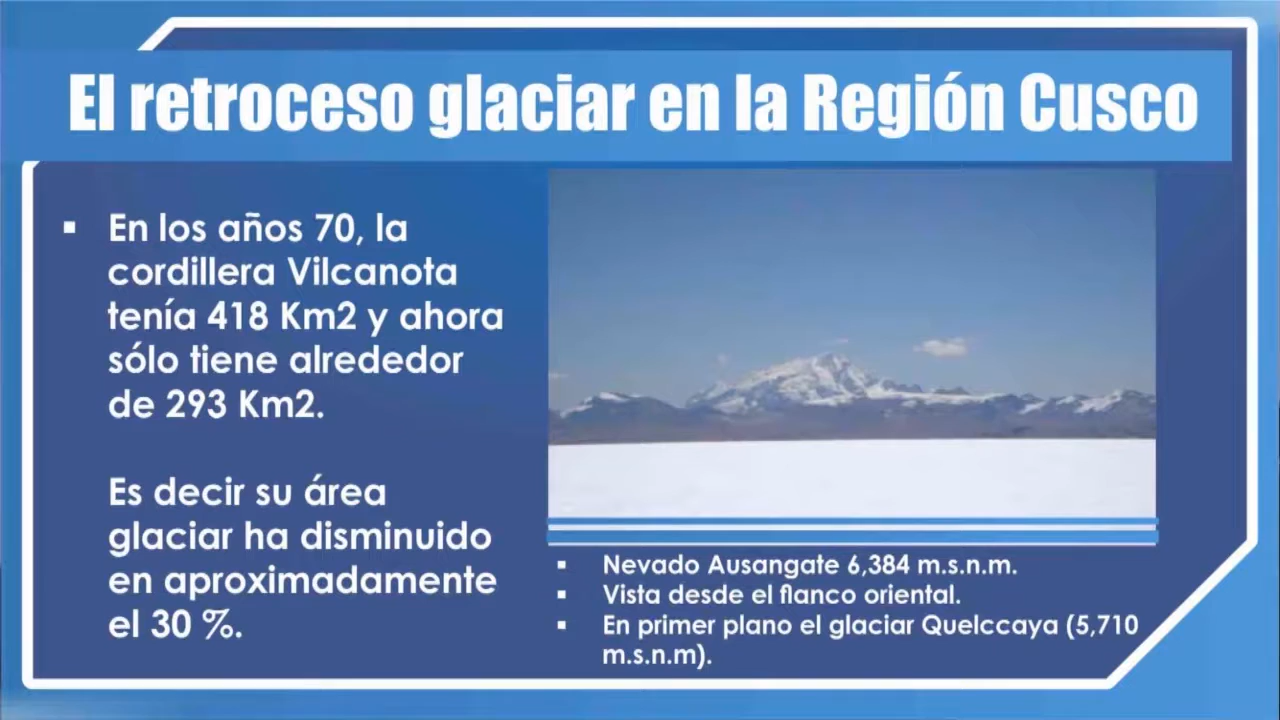 El retroceso glaciar en la Región Cusco
▪ En los años 70, la
cordillera Vilcanota
tenía 418 Km2 y ahora
sólo tiene alrededor
de 293 Km2.
Es decir su área
glaciar ha disminuido
en aproximadamente
el 30 %.
▪ Nevado Ausangate 6,384 m.s.n.m.
▪ Vista desde el flanco oriental.
▪ En primer plano el glaciar Quelccaya (5,710
m.s.n.m).